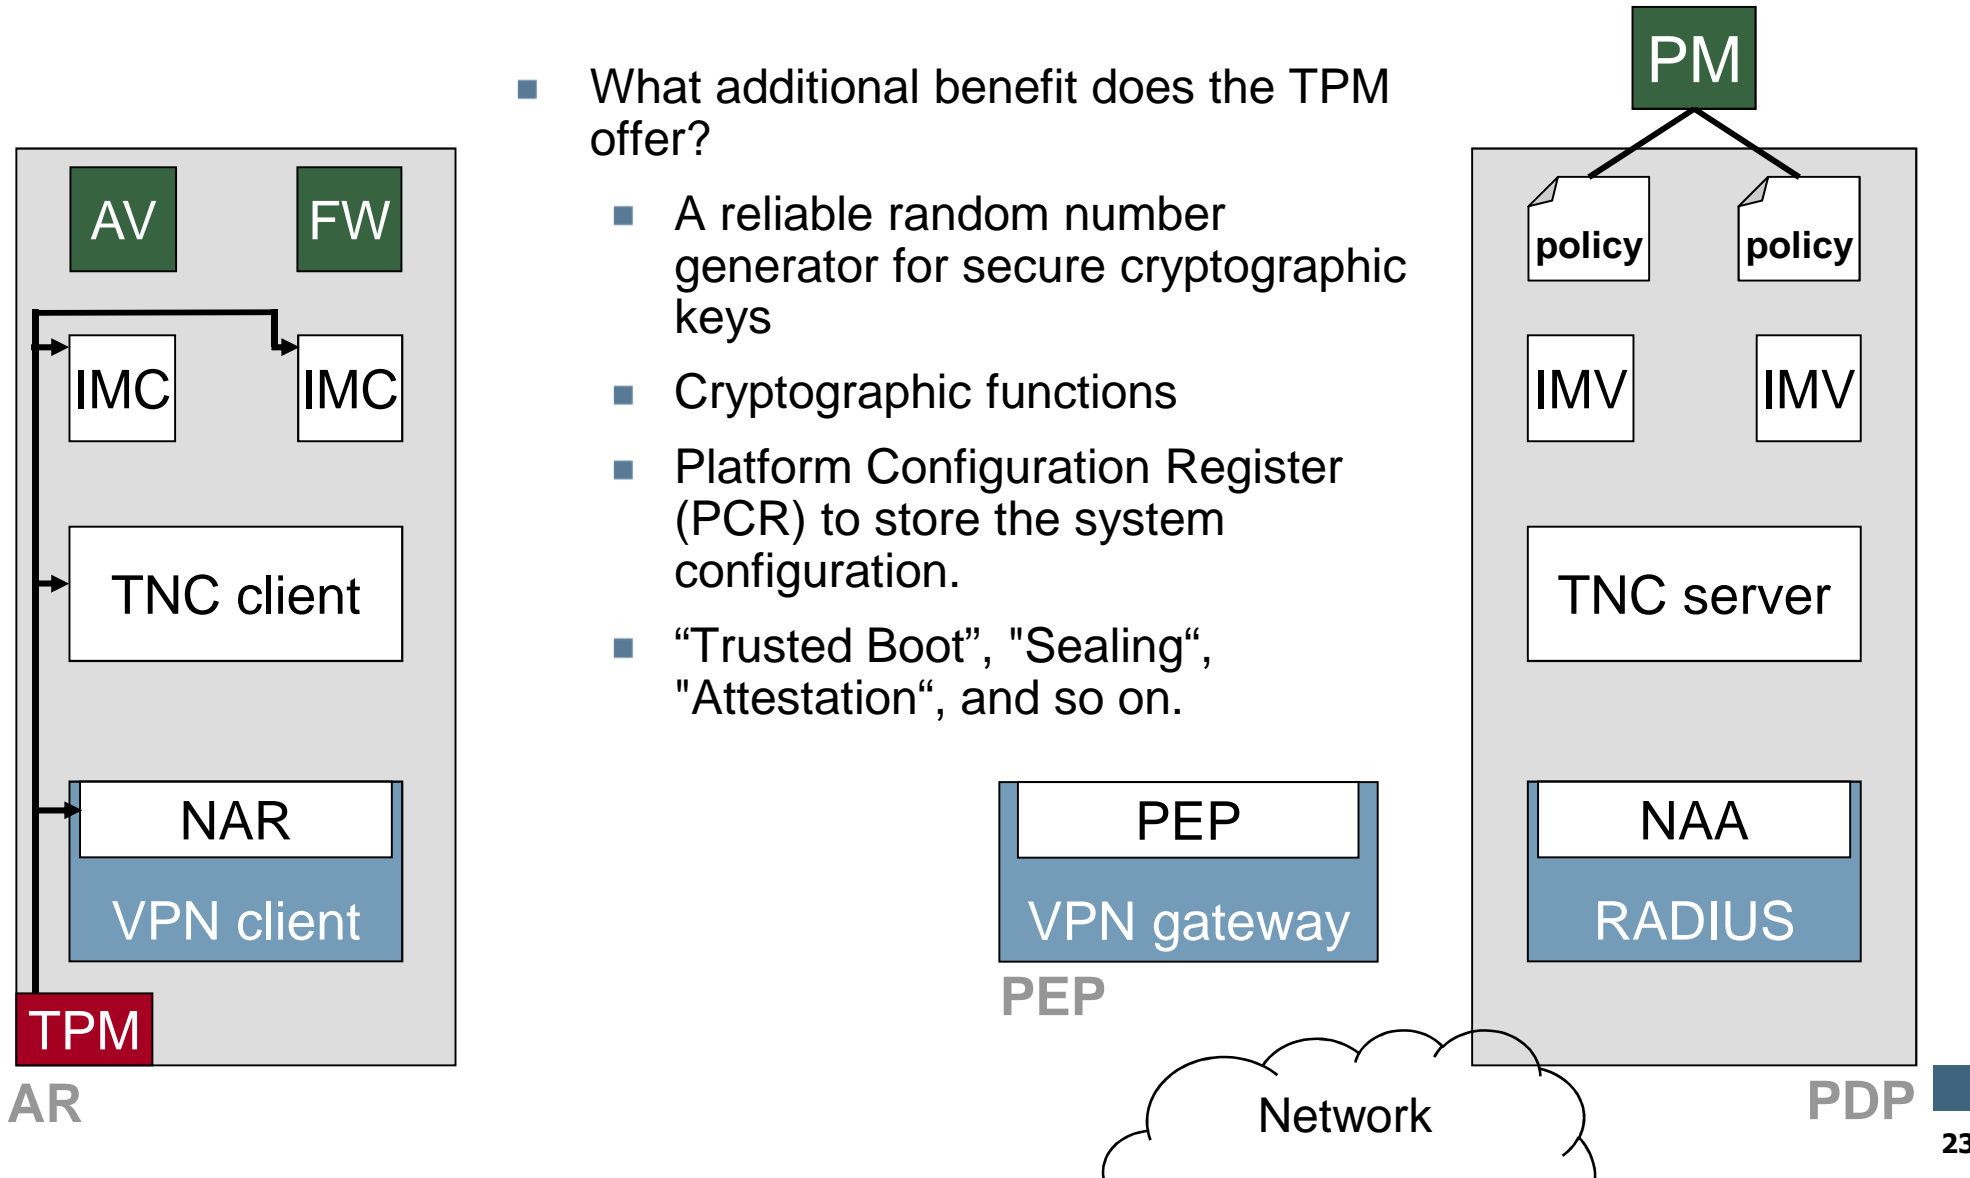 PM
What additional benefit does the TPM
offer?
AV
FW
A reliable random number
generator for secure cryptographic
keys
policy
policy
IMC
IMC
Cryptographic functions
IMV
IMV
Platform Configuration Register
(PCR) to store the system
configuration.
TNC client
TNC server
“Trusted Boot”, "Sealing“,
"Attestation“, and so on.
NAR
VPN client
PEP
VPN gateway
NAA
RADIUS
PEP
TPM
AR
Network
PDP
23